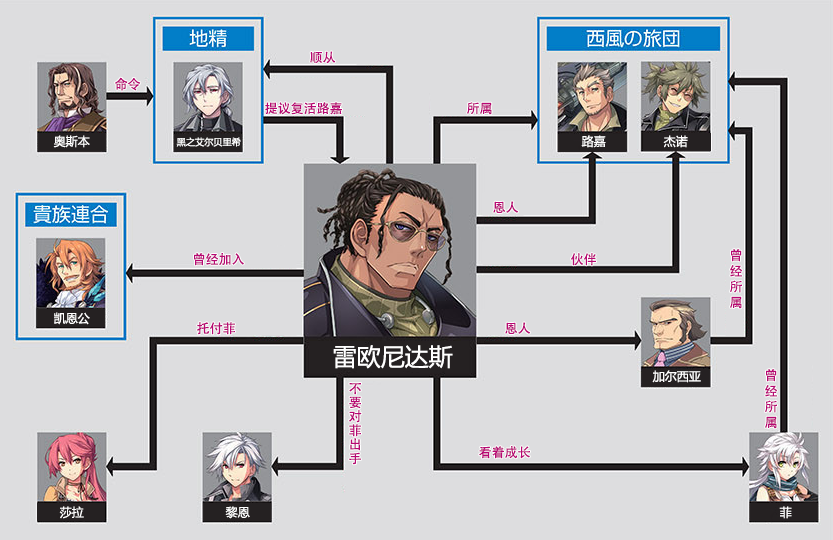 地精
西風の旅団
顺从
命令
提议复活路嘉
所属
奥斯本
黑之艾尔贝里希
路嘉
杰诺
貴族連合
恩人
曾经加入
伙伴
曾经所属
凯恩公
托付菲
恩人
雷欧尼达斯
加尔西亚
曾经所属
不要对菲出手
看着成长
莎拉
黎恩
菲